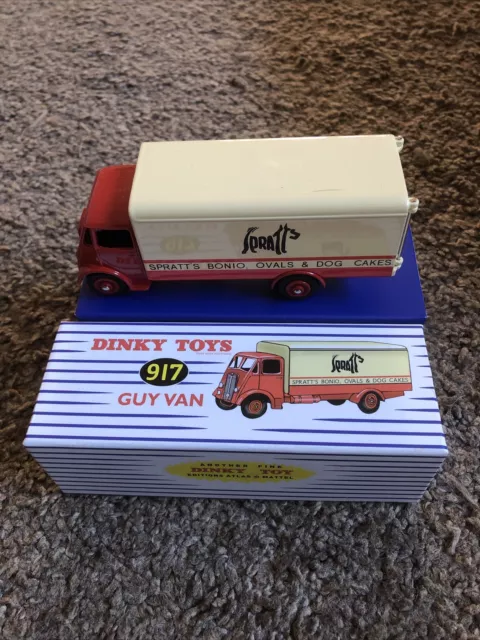 Spratt's
SPRATT'S BONIO, OVALS & DOG CAKES
DINKY TOYS
917
GUY VAN
Spratt's
SPRATT'S BONIO, OVALS & DOG CAKES
ANOTHER FINE
DINKY TOY
EDITIONS ATLAS & MATTEL